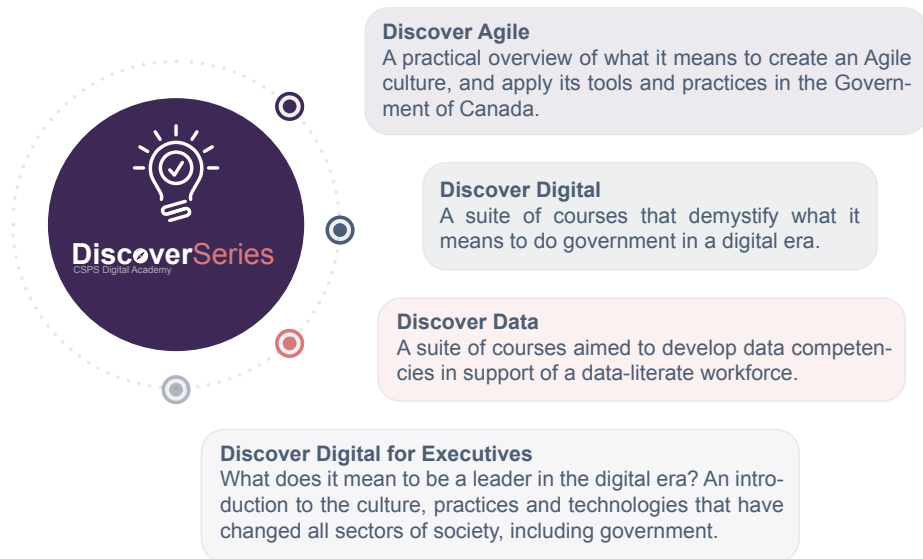 Discover Agile
A practical overview of what it means to create an Agile
culture, and apply its tools and practices in the Govern-
ment of Canada.
DiscoverSeries
CSPS Digital Academy
Discover Digital
A suite of courses that demystify what it
means to do government in a digital era.
Discover Data
A suite of courses aimed to develop data competen-
cies in support of a data-literate workforce.
Discover Digital for Executives
What does it mean to be a leader in the digital era? An intro-
duction to the culture, practices and technologies that have
changed all sectors of society, including government.